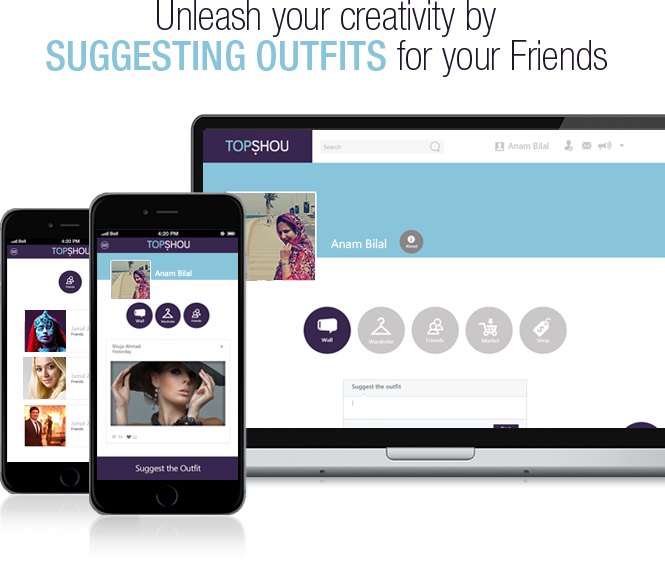 Unleash your creativity by
SUGGESTING OUTFITS for your Friends
TOPSHOU
Search
Anam Bilal
Anam Bilal
About
Wall
Wardrobe
Friends
Market
Shop
Suggest the outfit
Bell
4:20 PM
TOPSHOU
Friends
Jamal
Friends
Jamal
Friends
Jamal
Friends
Bell
4:20 PM
TOPSHOU
Anam Bilal
Wall
Wardrobe
Friends
Shuja Ahmad
Yesterday
14
52
Suggest the Outfit